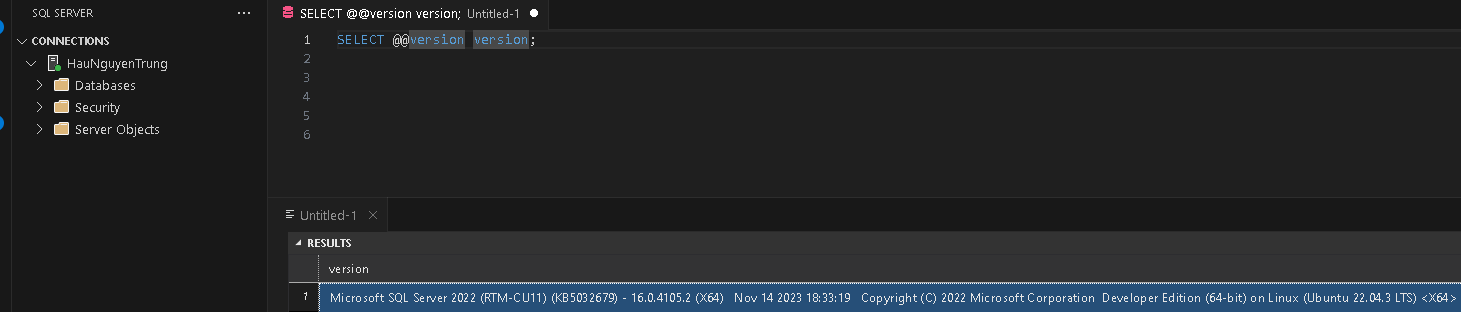 SQL SERVER
CONNECTIONS
HauNguyenTrung
Databases
Security
Server Objects
SELECT @@version version; Untitled-1
1 SELECT @@version version;
2
3
4
5
6
Untitled-1
RESULTS
version
1 Microsoft SQL Server 2022 (RTM-CU11) (KB5032679) - 16.0.4105.2 (X64) Nov 14 2023 18:33:19 Copyright (C) 2022 Microsoft Corporation Developer Edition (64-bit) on Linux (Ubuntu 22.04.3 LTS) <X64>